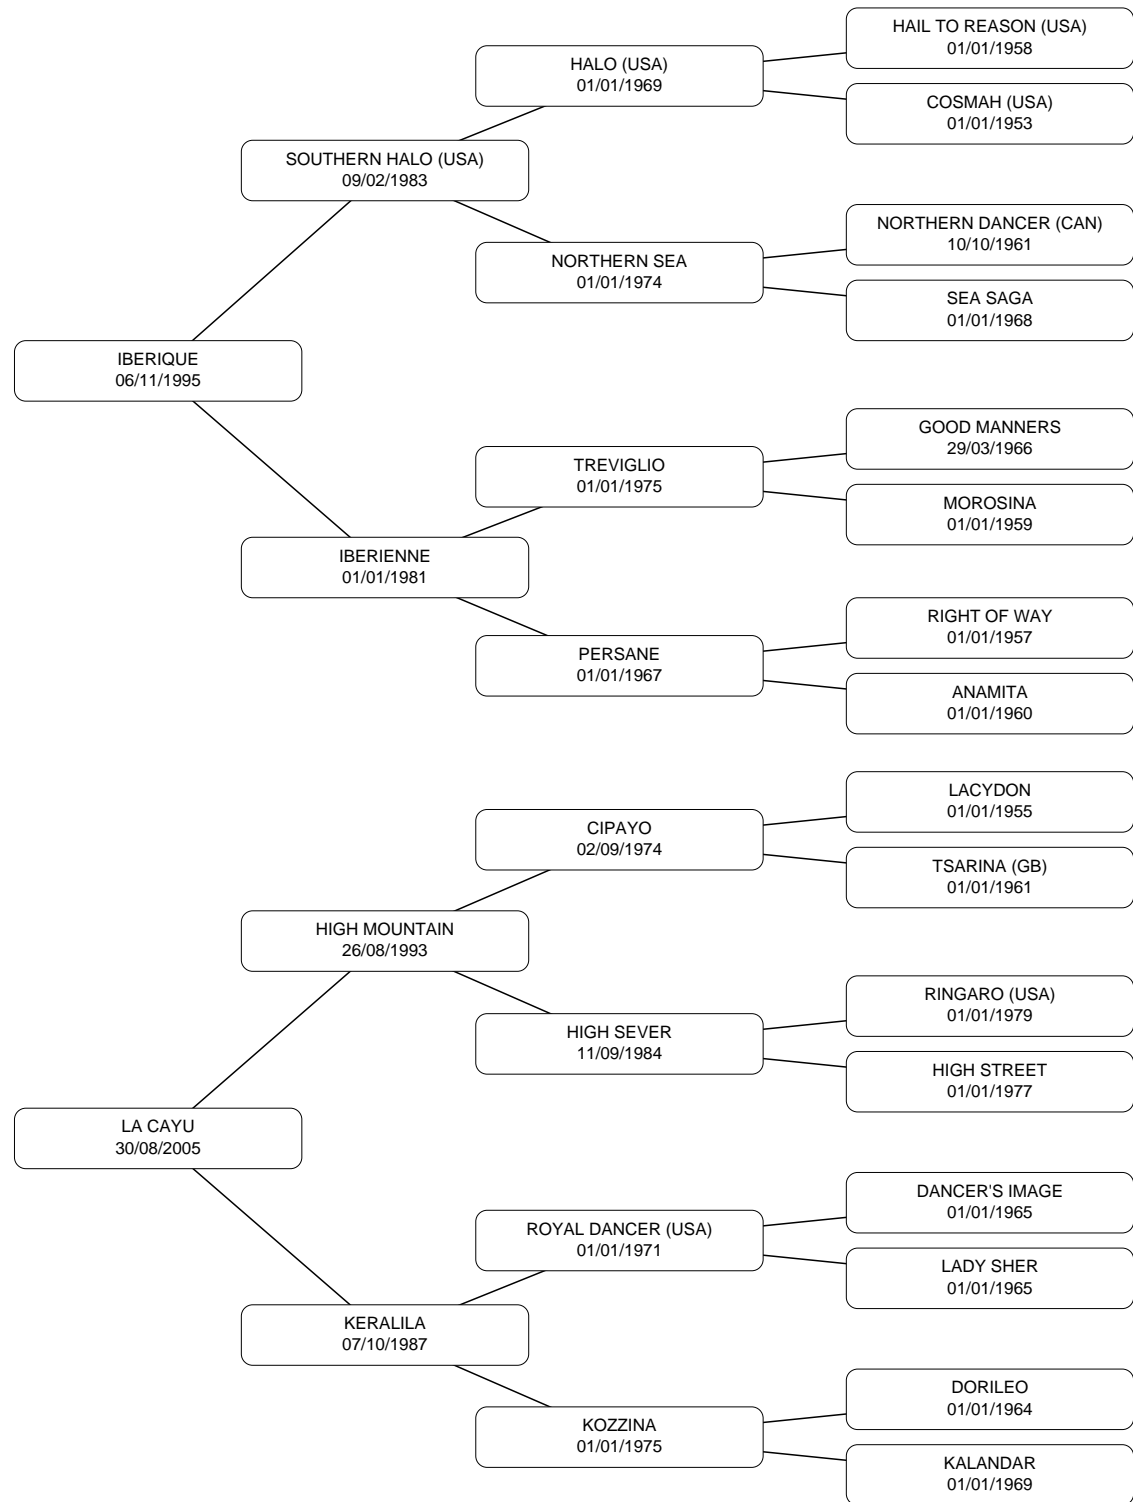 HAIL TO REASON (USA)
01/01/1958
HALO (USA)
01/01/1969
COSMAH (USA)
01/01/1953
SOUTHERN HALO (USA)
09/02/1983
NORTHERN DANCER (CAN)
10/10/1961
NORTHERN SEA
01/01/1974
SEA SAGA
01/01/1968
IBERIQUE
06/11/1995
GOOD MANNERS
29/03/1966
TREVIGLIO
01/01/1975
MOROSINA
01/01/1959
IBERIENNE
01/01/1981
RIGHT OF WAY
01/01/1957
PERSANE
01/01/1967
ANAMITA
01/01/1960
LACYDON
01/01/1955
CIPAYO
02/09/1974
TSARINA (GB)
01/01/1961
HIGH MOUNTAIN
26/08/1993
RINGARO (USA)
01/01/1979
HIGH SEVER
11/09/1984
HIGH STREET
01/01/1977
LA CAYU
30/08/2005
DANCER'S IMAGE
01/01/1965
ROYAL DANCER (USA)
01/01/1971
LADY SHER
01/01/1965
KERALILA
07/10/1987
DORILEO
01/01/1964
KOZZINA
01/01/1975
KALANDAR
01/01/1969